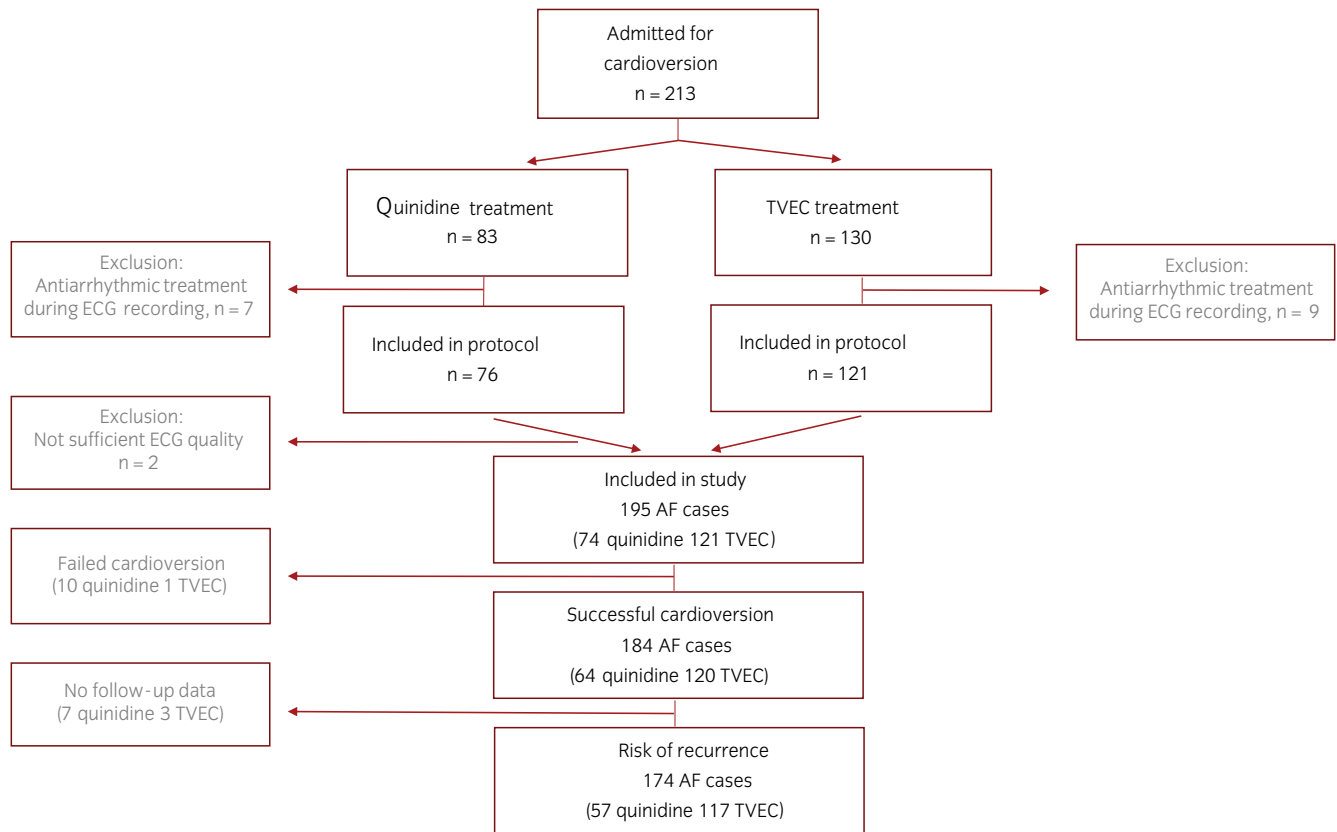 Admitted for
cardioversion
n = 213
Quinidine treatment
n = 83
TVEC treatment
n = 130
Exclusion:
Antiarrhythmic treatment
during ECG recording, n = 7
Exclusion:
Antiarrhythmic treatment
during ECG recording, n = 9
Included in protocol
n = 76
Included in protocol
n = 121
Exclusion:
Not sufficient ECG quality
n = 2
Included in study
195 AF cases
(74 quinidine 121 TVEC)
Failed cardioversion
(10 quinidine 1 TVEC)
Successful cardioversion
184 AF cases
(64 quinidine 120 TVEC)
No follow-up data
(7 quinidine 3 TVEC)
Risk of recurrence
174 AF cases
(57 quinidine 117 TVEC)